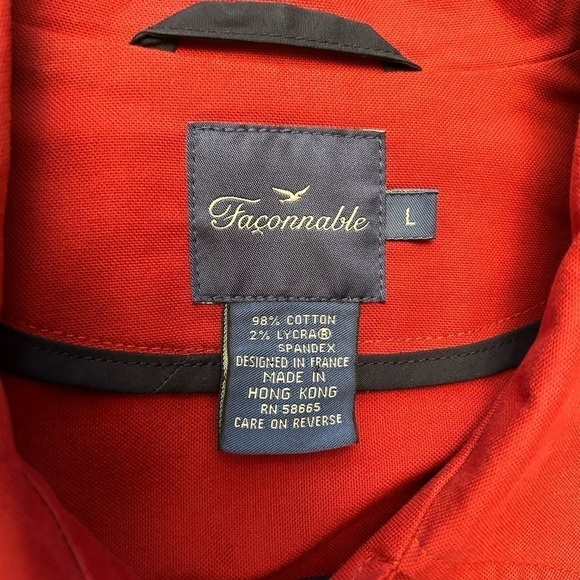 Façonnable
L
98% COTTON
2% LYCRA®
SPANDEX
DESIGNED IN FRANCE
MADE IN
HONG KONG
RN 58665
CARE ON REVERSE